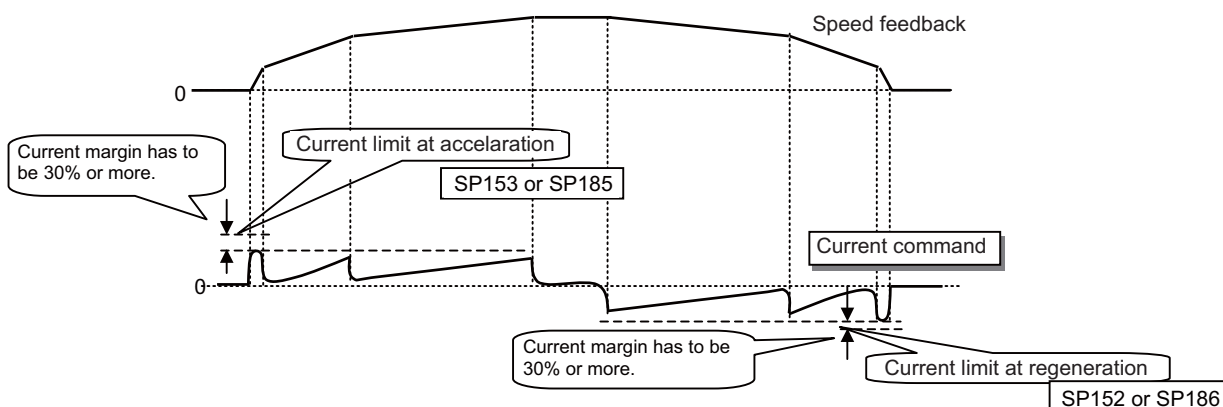 Speed feedback
0
Current margin has to
be 30% or more.
Current limit at accelaration
SP153 or SP185
Current command
0
Current margin has to be
30% or more.
Current limit at regeneration
SP152 or SP186